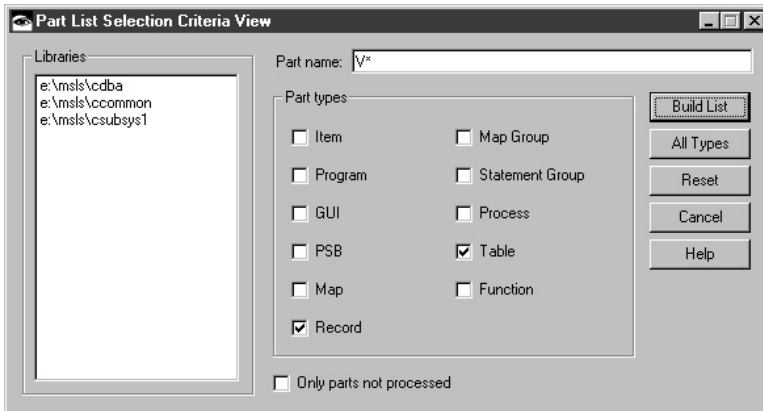 Part List Selection Criteria View
Libraries
e:\msls\cdba
e:\msls\ccommon
e:\msls\csubsys1
Part name: V*
Part types
Item
Map Group
Program
Statement Group
GUI
Process
PSB
Table
Map
Function
Record
Only parts not processed
Build List
All Types
Reset
Cancel
Help